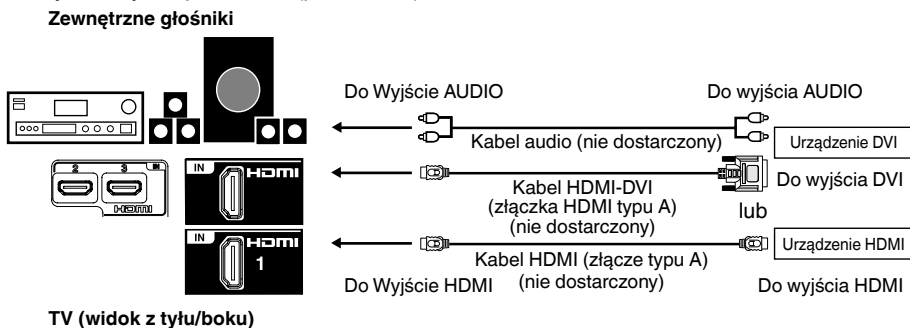 Zewnętrzne głośniki
Do Wyjście AUDIO
Do wyjścia AUDIO
Kabel audio (nie dostarczony)
Urządzenie DVI
2 3 IN
HDMI
IN HDMI
Kabel HDMI-DVI
(złączka HDMI typu A)
(nie dostarczony)
Do wyjścia DVI
lub
IN HDMI
1
Kabel HDMI (złącze typu A)
(nie dostarczony)
Urządzenie HDMI
Do Wyjście HDMI
Do wyjścia HDMI
TV (widok z tyłu/boku)